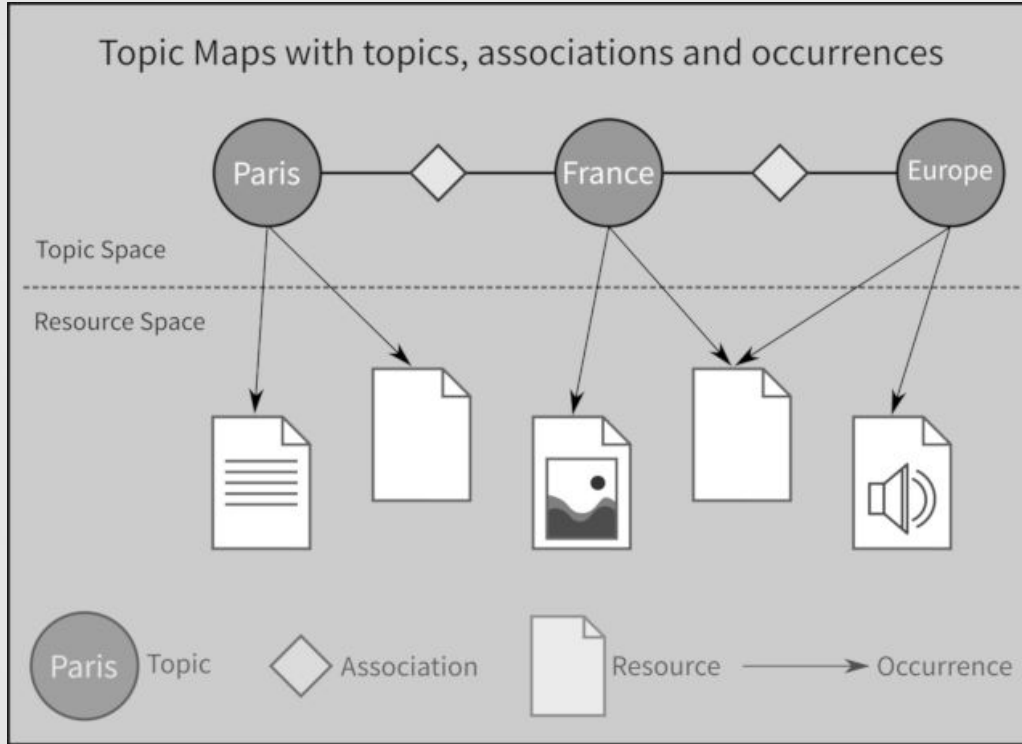 Topic Maps with topics, associations and occurrences
Paris
France
Europe
Topic Space
Resource Space
Paris
Topic
Association
Resource
Occurrence